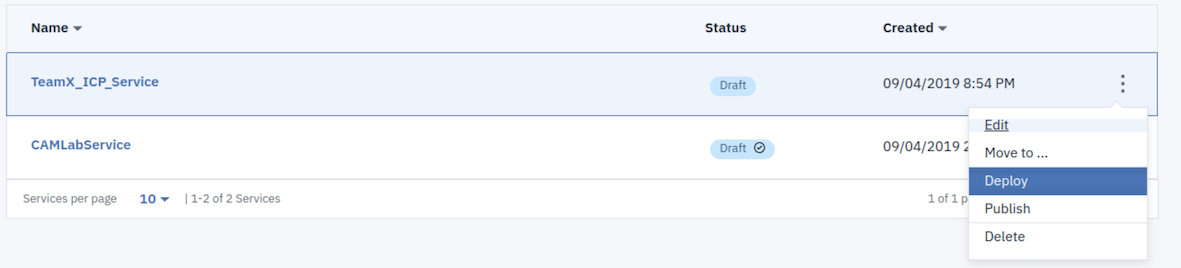 Name Status Created
TeamX_ICP_Service Draft 09/04/2019 8:54 PM
Edit
CAMLabService Draft 09/04/2019 2
Move to ...
Deploy
Services per page 10 | 1-2 of 2 Services 1 of 1 p
Publish
Delete